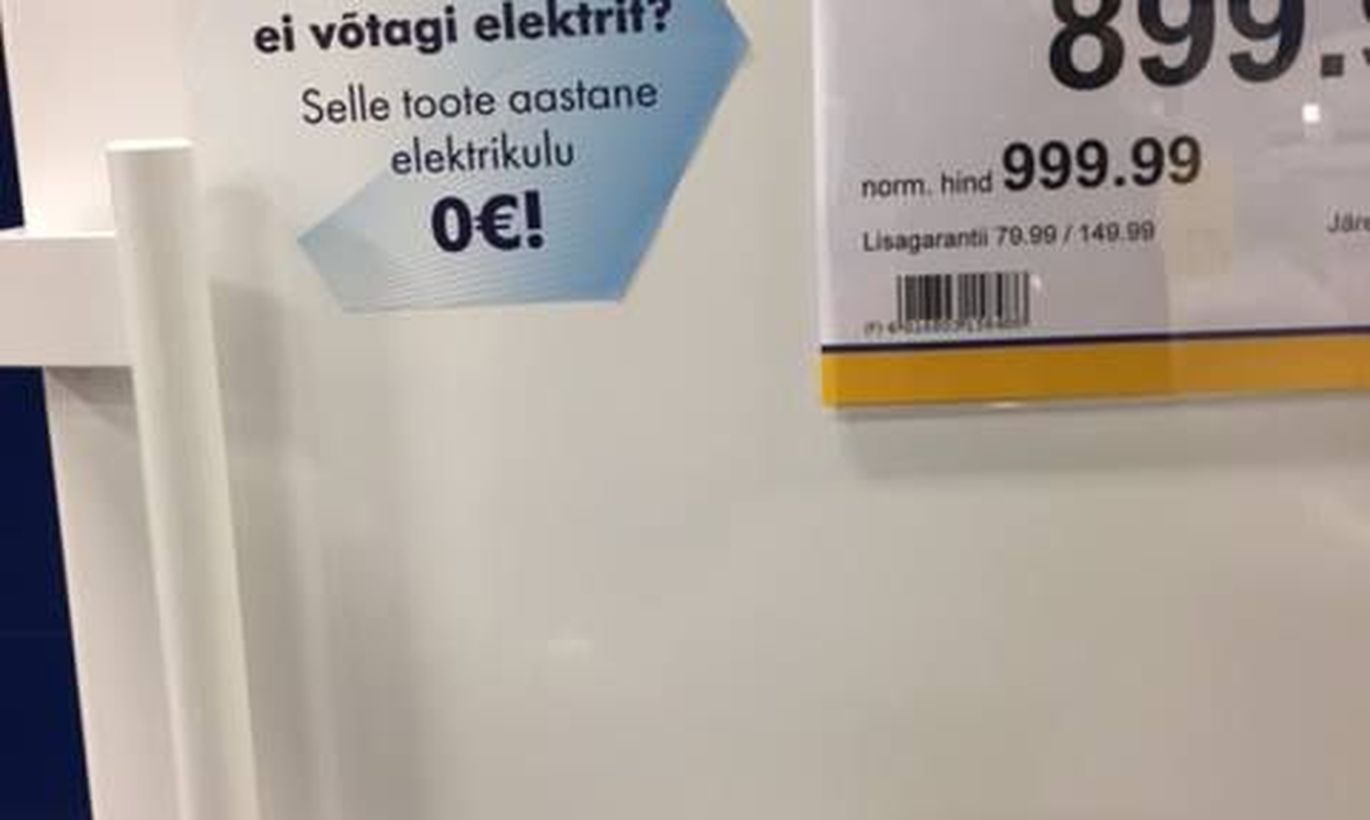 ei võtagi elektrit?
Selle toote aastane
elektrikulu
0€!
899.
norm. hind 999.99
Lisagarantii 79.99 / 149.99